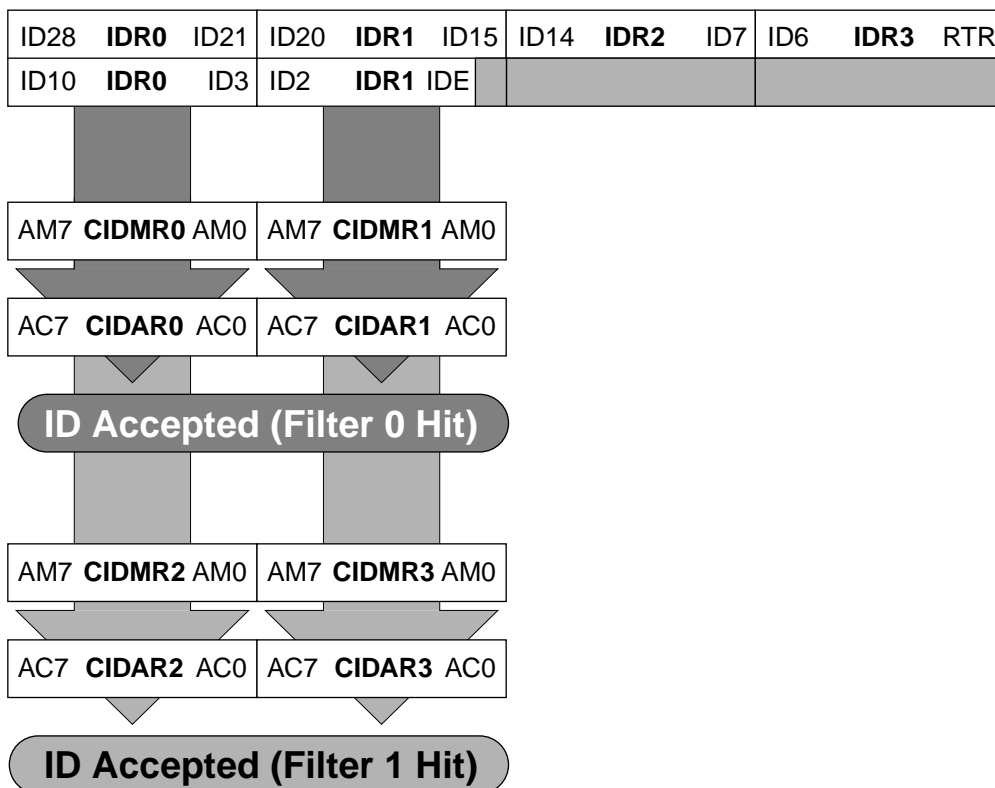 ID28 IDR0 ID21 ID20 IDR1 ID15 ID14 IDR2 ID7 ID6 IDR3 RTR
ID10 IDR0 ID3 ID2 IDR1 IDE
AM7 CIDMR0 AM0 AM7 CIDMR1 AM0
AC7 CIDAR0 AC0 AC7 CIDAR1 AC0
ID Accepted (Filter 0 Hit)
AM7 CIDMR2 AM0 AM7 CIDMR3 AM0
AC7 CIDAR2 AC0 AC7 CIDAR3 AC0
ID Accepted (Filter 1 Hit)